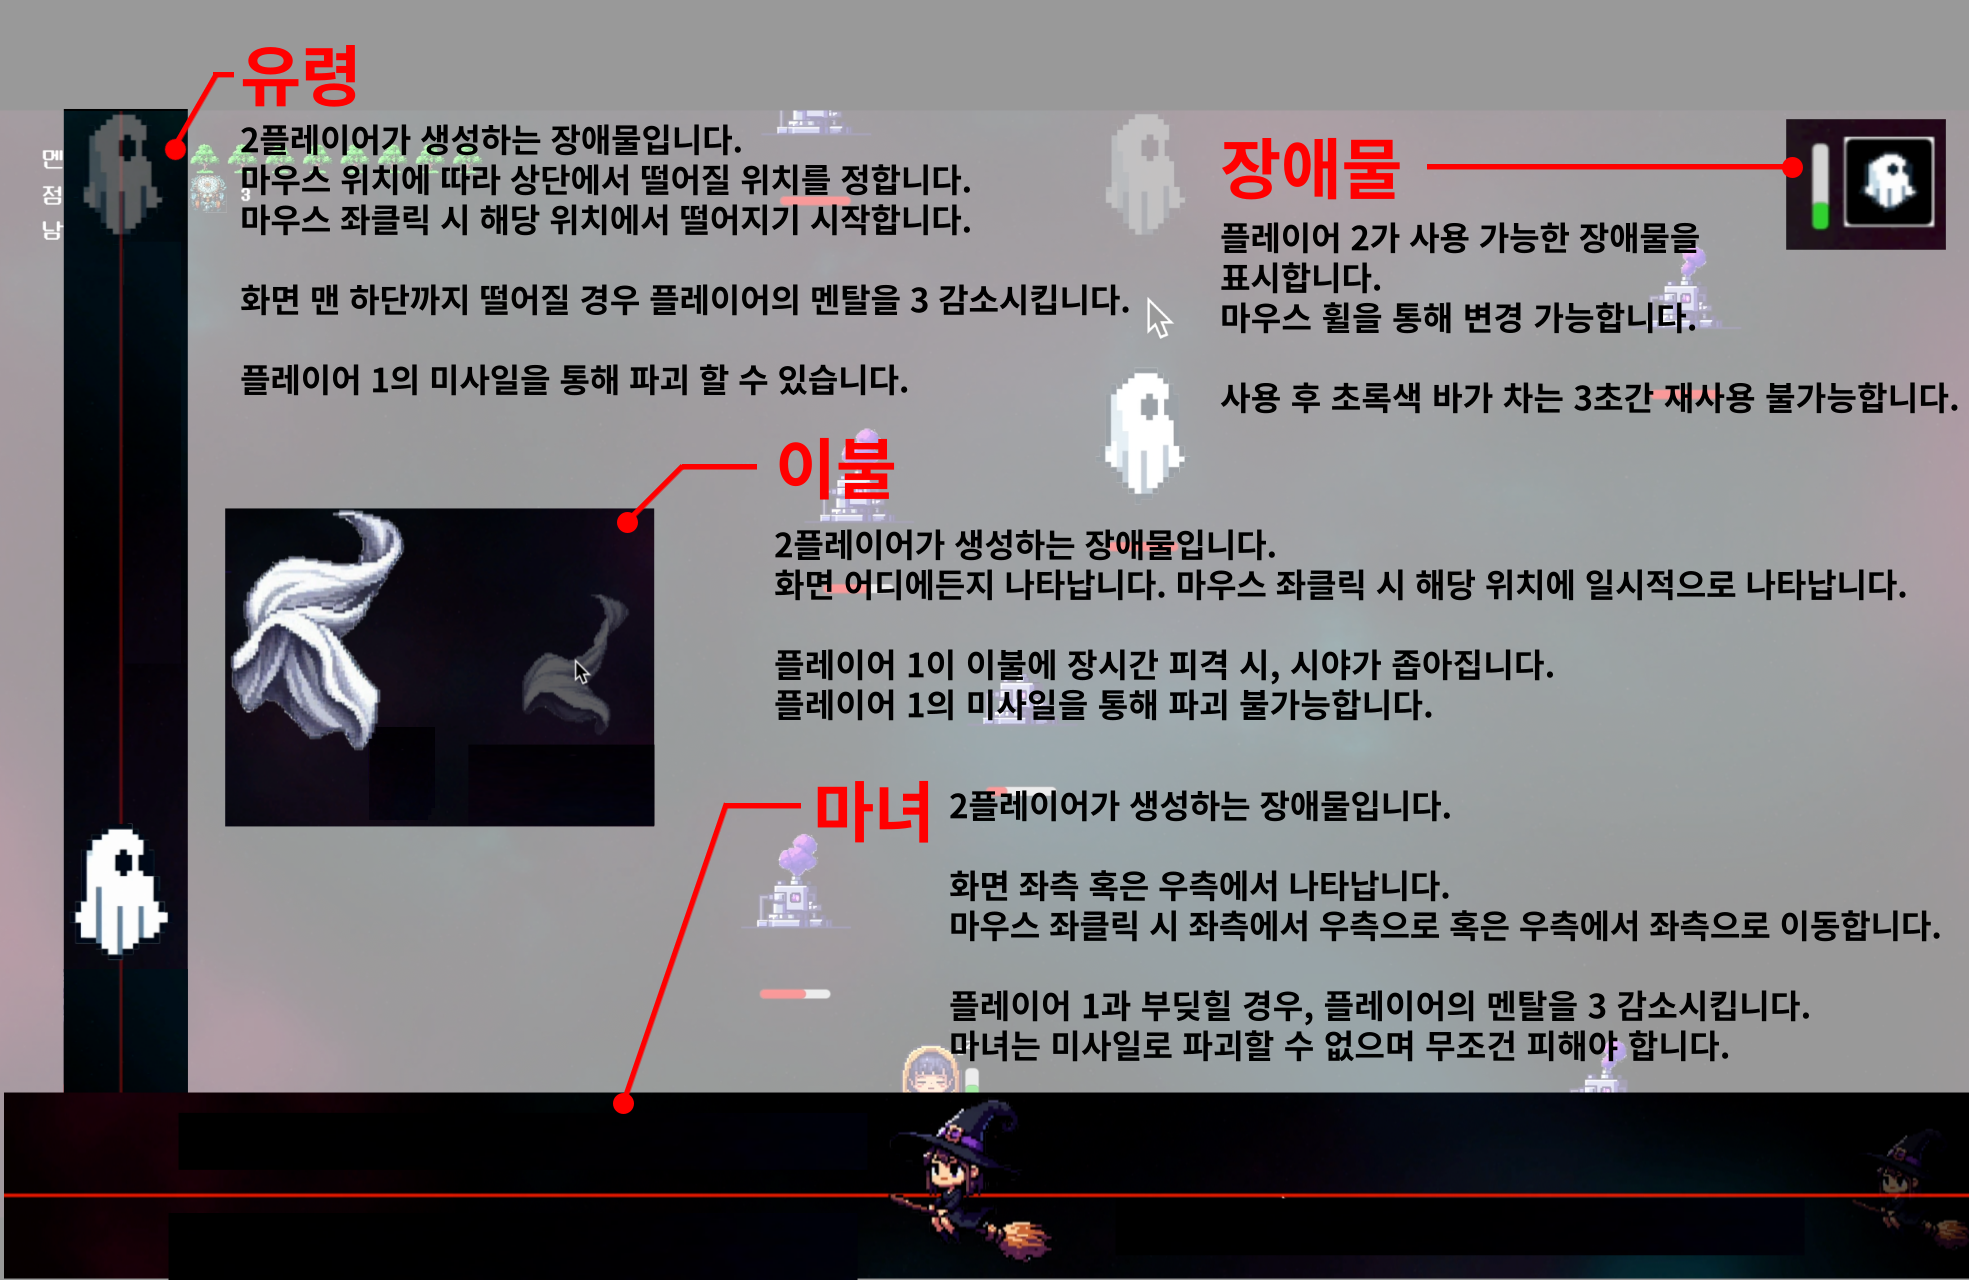 유령
2플레이어가 생성하는 장애물입니다.
마우스 위치에 따라 상단에서 떨어질 위치를 정합니다.
마우스 좌클릭 시 해당 위치에서 떨어지기 시작합니다.
화면 맨 하단까지 떨어질 경우 플레이어의 멘탈을 3 감소시킵니다.
플레이어 1의 미사일을 통해 파괴 할 수 있습니다.
멘
점
남
3
장애물
플레이어 2가 사용 가능한 장애물을
표시합니다.
마우스 휠을 통해 변경 가능합니다.
사용 후 초록색 바가 차는 3초간 재사용 불가능합니다.
이불
2플레이어가 생성하는 장애물입니다.
화면 어디에든지 나타납니다. 마우스 좌클릭 시 해당 위치에 일시적으로 나타납니다.
플레이어 1이 이불에 장시간 피격 시, 시야가 좁아집니다.
플레이어 1의 미사일을 통해 파괴 불가능합니다.
마녀
2플레이어가 생성하는 장애물입니다.
화면 좌측 혹은 우측에서 나타납니다.
마우스 좌클릭 시 좌측에서 우측으로 혹은 우측에서 좌측으로 이동합니다.
플레이어 1과 부딪힐 경우, 플레이어의 멘탈을 3 감소시킵니다.
마녀는 미사일로 파괴할 수 없으며 무조건 피해야 합니다.